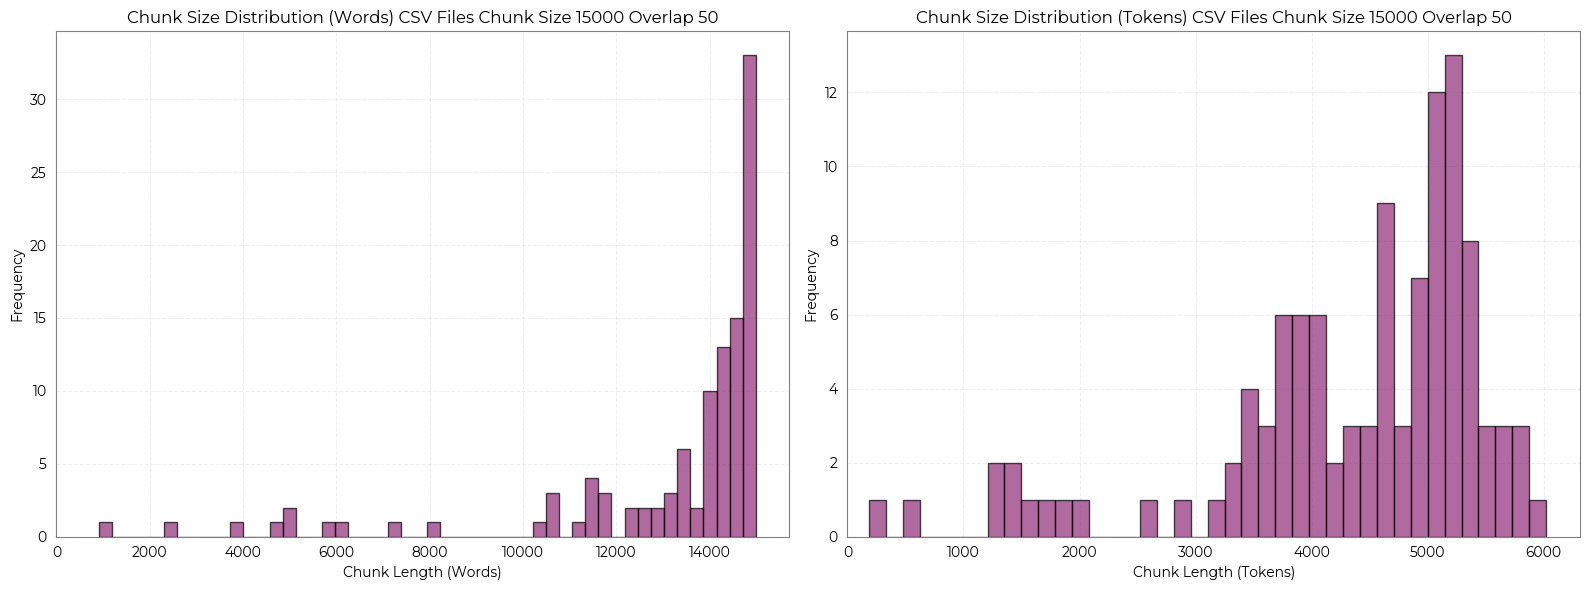 Chunk Size Distribution (Words) CSV Files Chunk Size 15000 Overlap 50
30
25
20
15
10
5
0
Frequency
0 2000 4000 6000 8000 10000 12000 14000
Chunk Length (Words)
Chunk Size Distribution (Tokens) CSV Files Chunk Size 15000 Overlap 50
12
10
8
6
4
2
0
Frequency
0 1000 2000 3000 4000 5000 6000
Chunk Length (Tokens)